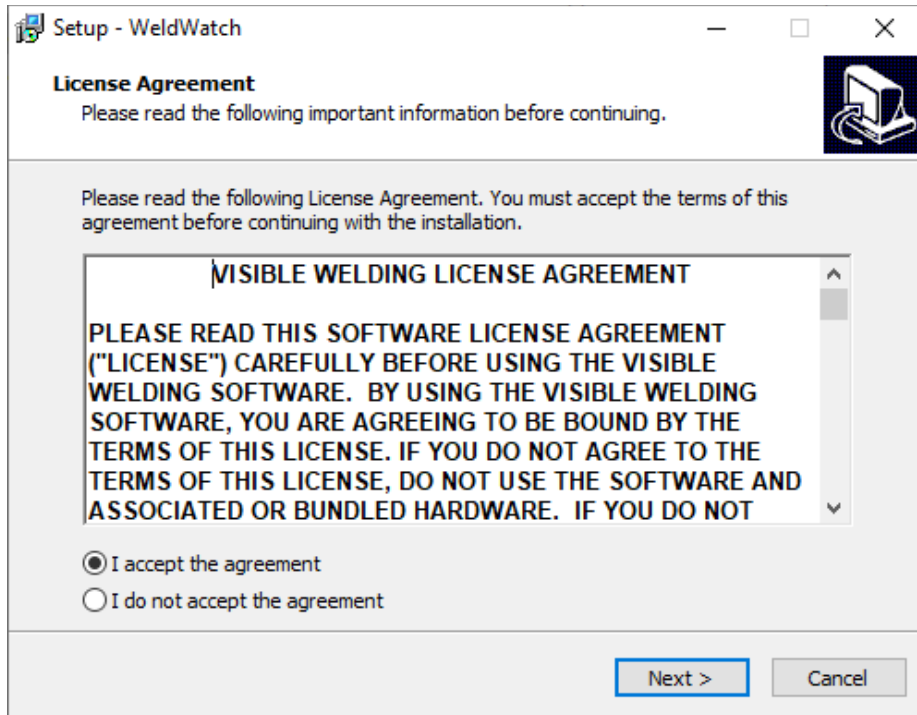 Setup - WeldWatch
License Agreement
Please read the following important information before continuing.
Please read the following License Agreement. You must accept the terms of this
agreement before continuing with the installation.
VISIBLE WELDING LICENSE AGREEMENT
PLEASE READ THIS SOFTWARE LICENSE AGREEMENT
("LICENSE") CAREFULLY BEFORE USING THE VISIBLE
WELDING SOFTWARE.  BY USING THE VISIBLE WELDING
SOFTWARE, YOU ARE AGREEING TO BE BOUND BY THE
TERMS OF THIS LICENSE. IF YOU DO NOT AGREE TO THE
TERMS OF THIS LICENSE, DO NOT USE THE SOFTWARE AND
ASSOCIATED OR BUNDLED HARDWARE.  IF YOU DO NOT
I accept the agreement
I do not accept the agreement
Next >
Cancel